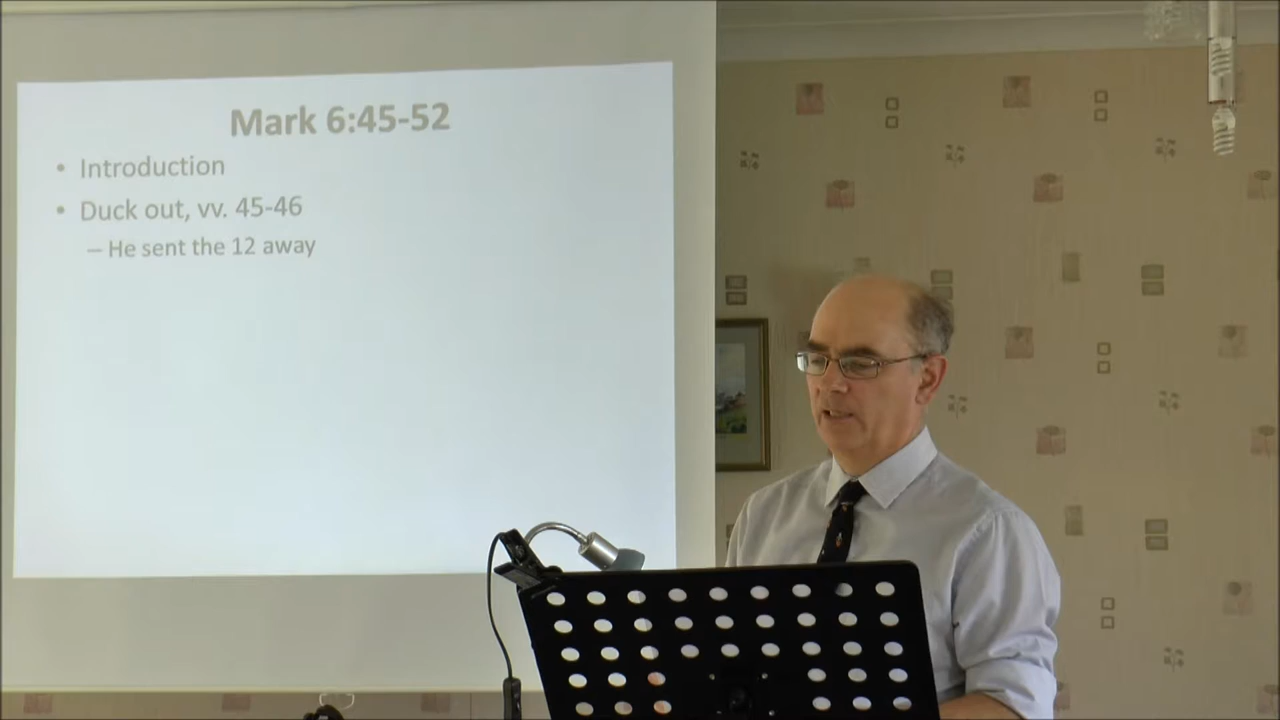 Mark 6:45-52
• Introduction
• Duck out, vv. 45-46
– He sent the 12 away